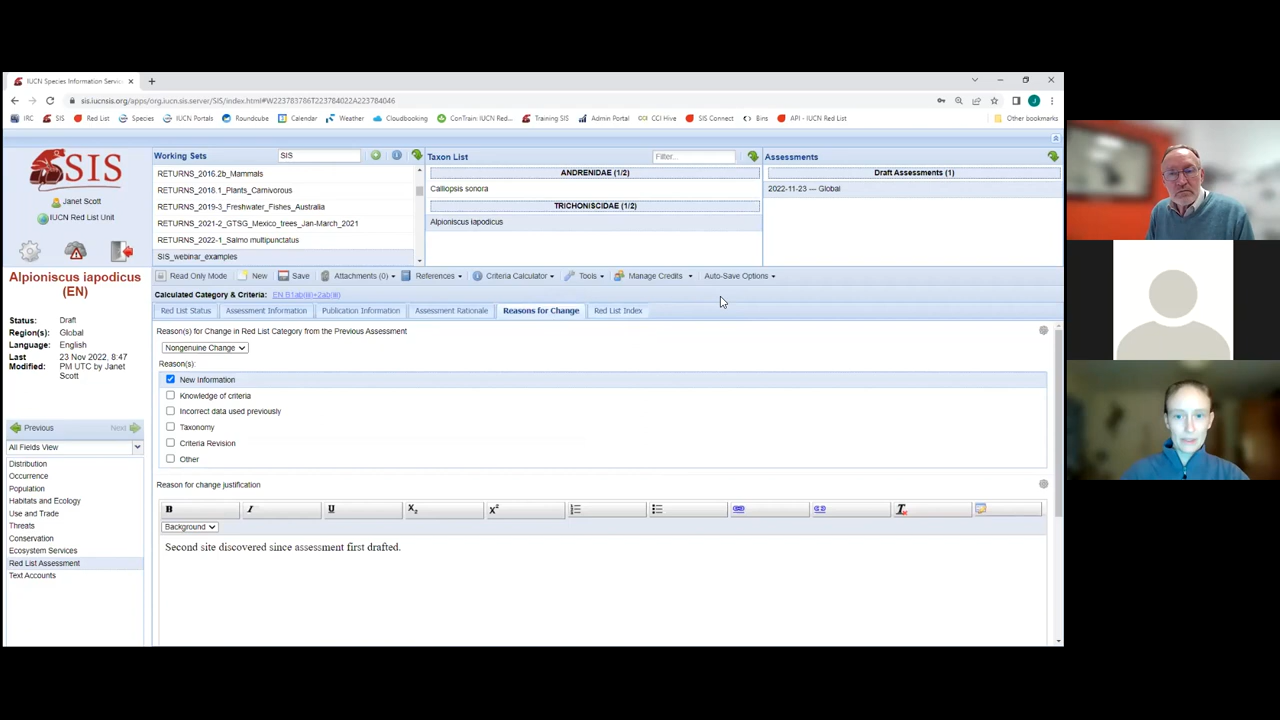 IUCN Species Information Servic
sis.iucnsis.org/apps/org.iucn.sis.server/SIS/index.html#W223783786T223784022A223784046
IRC SIS Red List Species IUCN Portals Roundcube Calendar Weather Cloudbooking ConTrain: IUCN Red... Training SIS Admin Portal CCI Hive SIS Connect Bins API - IUCN Red List Other bookmarks
SIS
Janet Scott
IUCN Red List Unit
Working Sets SIS
RETURNS_2016.2b_Mammals
RETURNS_2018.1_Plants_Carnivorous
RETURNS_2019-3_Freshwater_Fishes_Australia
RETURNS_2021-2_GTSG_Mexico_trees_Jan-March_2021
RETURNS_2022-1_Salmo multipunctatus
SIS_webinar_examples
Taxon List Filter...
ANDRENIDAE (1/2)
Calliopsis sonora
TRICHONISCIDAE (1/2)
Alpioniscus iapodicus
Assessments
Draft Assessments (1)
2022-11-23 --- Global
Alpioniscus iapodicus (EN)
Status: Draft
Region(s): Global
Language: English
Last Modified: 23 Nov 2022, 8:47 PM UTC by Janet Scott
Previous Next
All Fields View
Distribution
Occurrence
Population
Habitats and Ecology
Use and Trade
Threats
Conservation
Ecosystem Services
Red List Assessment
Text Accounts
Read Only Mode New Save Attachments (0) References Criteria Calculator Tools Manage Credits Auto-Save Options
Calculated Category & Criteria: EN B1ab(iii)+2ab(iii)
Red List Status Assessment Information Publication Information Assessment Rationale Reasons for Change Red List Index
Reason(s) for Change in Red List Category from the Previous Assessment
Nongenuine Change
Reason(s):
New Information
Knowledge of criteria
Incorrect data used previously
Taxonomy
Criteria Revision
Other
Reason for change justification
B I U X₂ X² Tx
Background
Second site discovered since assessment first drafted.